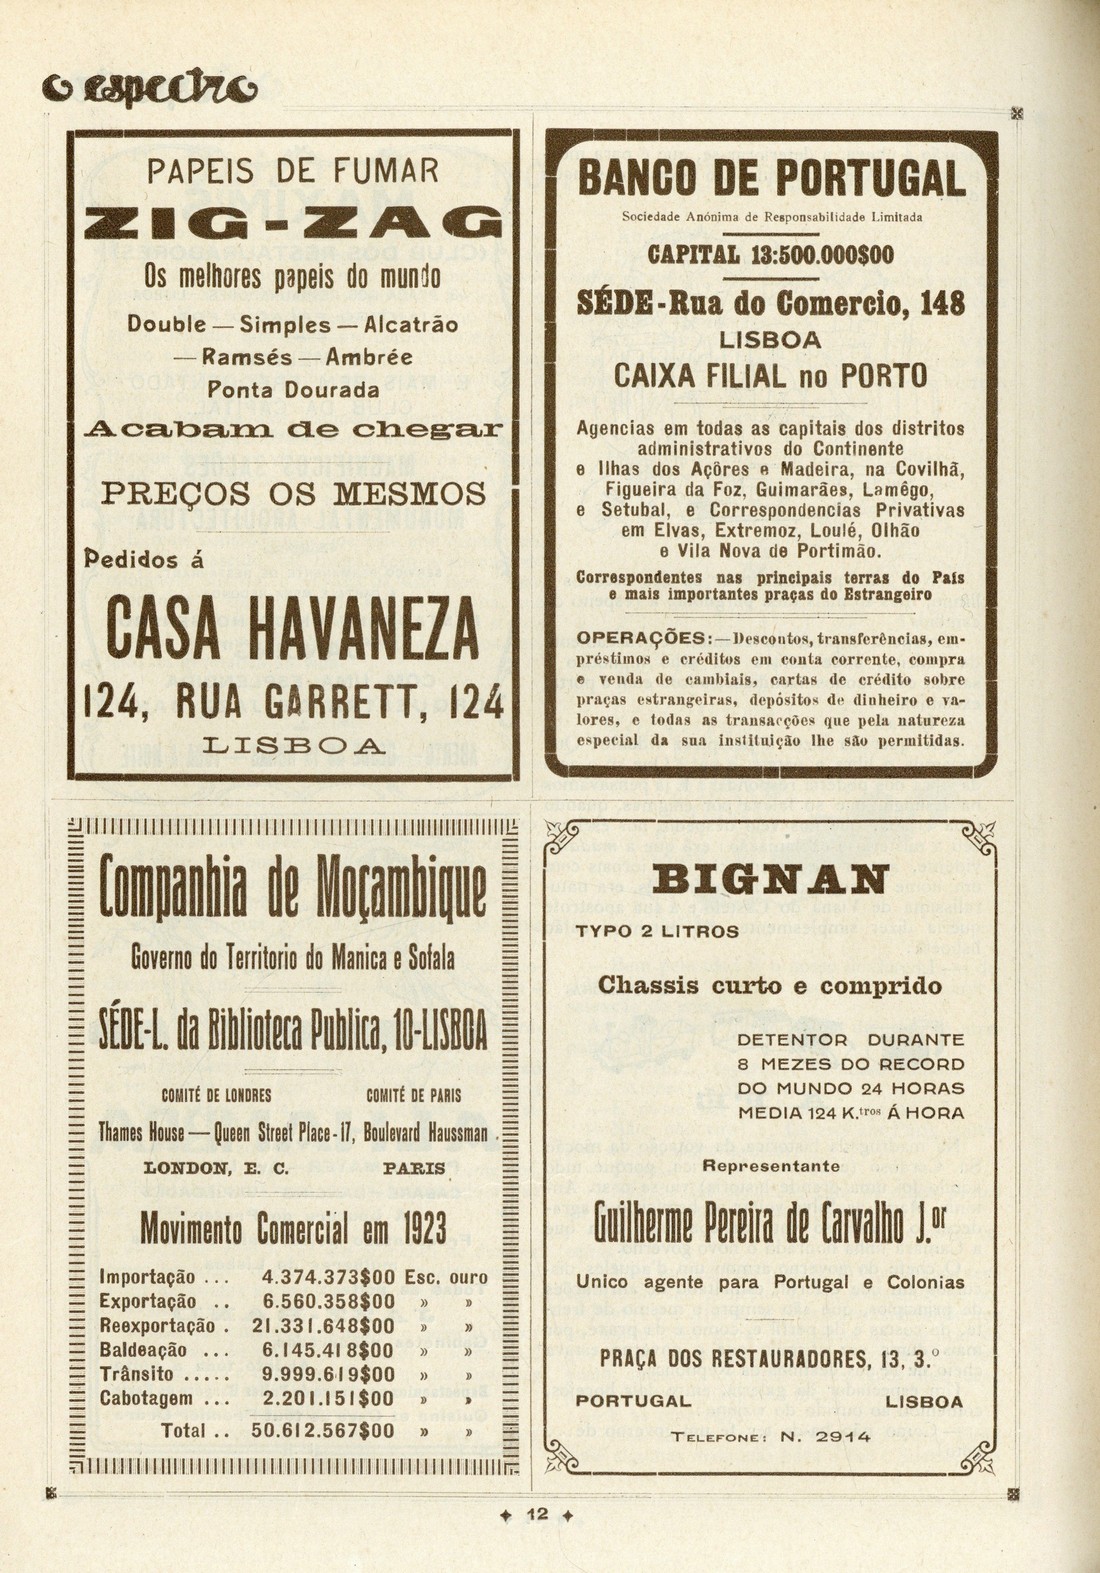 o espectro
PAPEIS DE FUMAR
ZIG-ZAG
Os melhores papeis do mundo
Double — Simples — Alcatrão
— Ramsés — Ambrée
Ponta Dourada
Acabam de chegar
PREÇOS OS MESMOS
Pedidos á
CASA HAVANEZA
124, RUA GARRETT, 124
LISBOA
BANCO DE PORTUGAL
Sociedade Anónima de Responsabilidade Limitada
CAPITAL 13:500.000$00
SÉDE-Rua do Comercio, 148
LISBOA
CAIXA FILIAL no PORTO
Agencias em todas as capitais dos distritos
administrativos do Continente
e Ilhas dos Açôres e Madeira, na Covilhã,
Figueira da Foz, Guimarães, Lamêgo,
e Setubal, e Correspondencias Privativas
em Elvas, Extremoz, Loulé, Olhão
e Vila Nova de Portimão.
Correspondentes nas principais terras do País
e mais importantes praças do Estrangeiro
OPERAÇÕES:—Descontos, transferências, em-
préstimos e créditos em conta corrente, compra
e venda de cambiais, cartas de crédito sobre
praças estrangeiras, depósitos de dinheiro e va-
lores, e todas as transacções que pela natureza
especial da sua instituição lhe são permitidas.
Companhia de Moçambique
Governo do Territorio do Manica e Sofala
SÉDE-L. da Biblioteca Publica, 10-LISBOA
COMITÉ DE LONDRES COMITÉ DE PARIS
Thames House — Queen Street Place-17, Boulevard Haussman.
LONDON, E. C. PARIS
Movimento Comercial em 1923
Importação ... 4.374.373$00 Esc. ouro
Exportação .. 6.560.358$00 » »
Reexportação . 21.331.648$00 » »
Baldeação ... 6.145.418$00 » »
Trânsito ..... 9.999.619$00 » »
Cabotagem ... 2.201.151$00 » »
Total .. 50.612.567$00 » »
BIGNAN
TYPO 2 LITROS
Chassis curto e comprido
DETENTOR DURANTE
8 MEZES DO RECORD
DO MUNDO 24 HORAS
MEDIA 124 K.tros Á HORA
Representante
Guilherme Pereira de Carvalho J.or
Unico agente para Portugal e Colonias
PRAÇA DOS RESTAURADORES, 13, 3.º
PORTUGAL LISBOA
TELEFONE: N. 2914
12